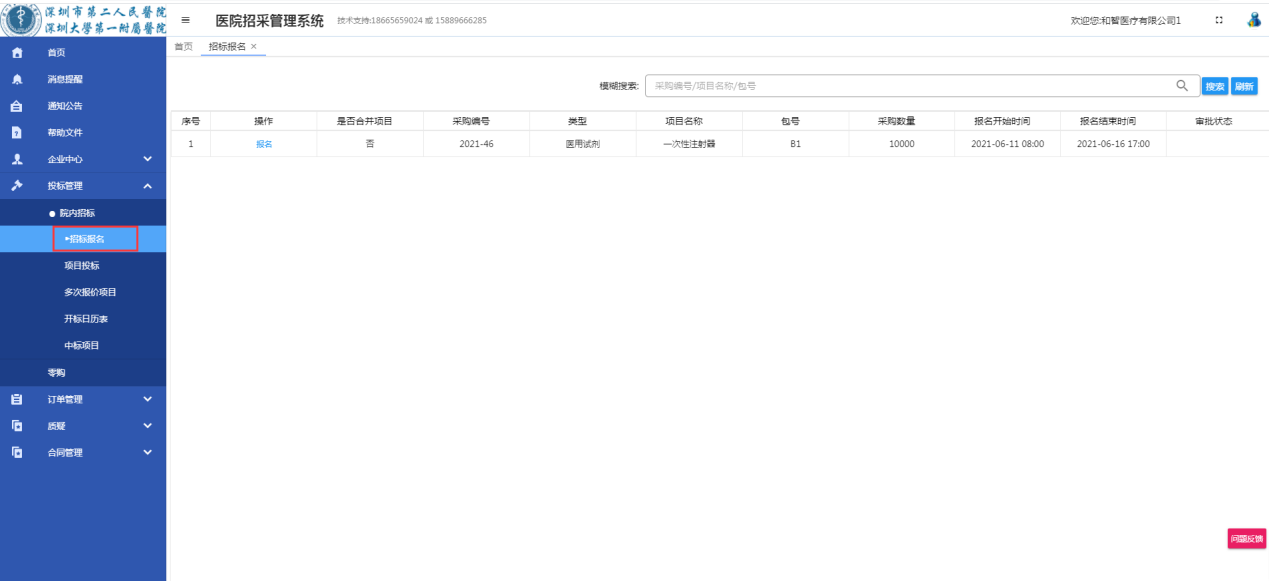 深圳市第二人民醫院
深圳大學第一附屬醫院
医院招采管理系统 技术支持:18665659024 或 15889666285
欢迎您:和智医疗有限公司1
首页
消息提醒
通知公告
帮助文件
企业中心
投标管理
院内招标
招标报名
项目投标
多次报价项目
开标日历表
中标项目
零购
订单管理
质疑
合同管理
首页 招标报名 ×
模糊搜索: 采购编号/项目名称/包号 搜索 刷新
序号 操作 是否合并项目 采购编号 类型 项目名称 包号 采购数量 报名开始时间 报名结束时间 审批状态
1 报名 否 2021-46 医用试剂 一次性注射器 B1 10000 2021-06-11 08:00 2021-06-16 17:00
问题反馈